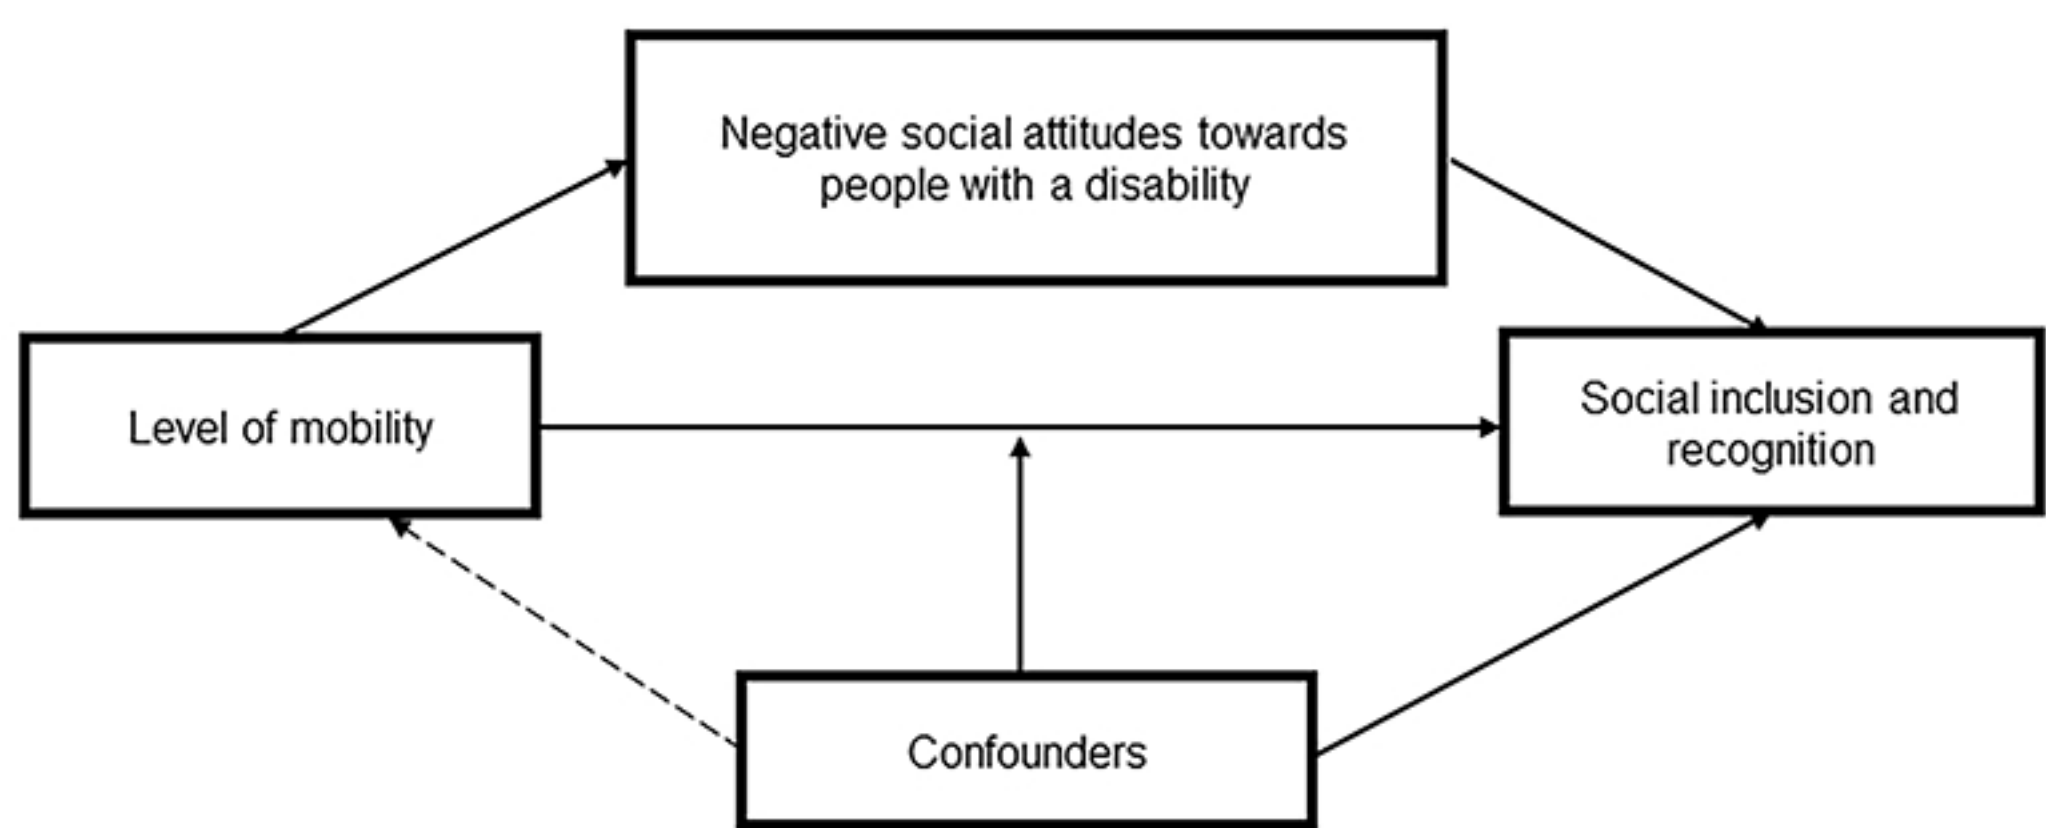 Negative social attitudes towards
people with a disability
Level of mobility
Social inclusion and
recognition
Confounders